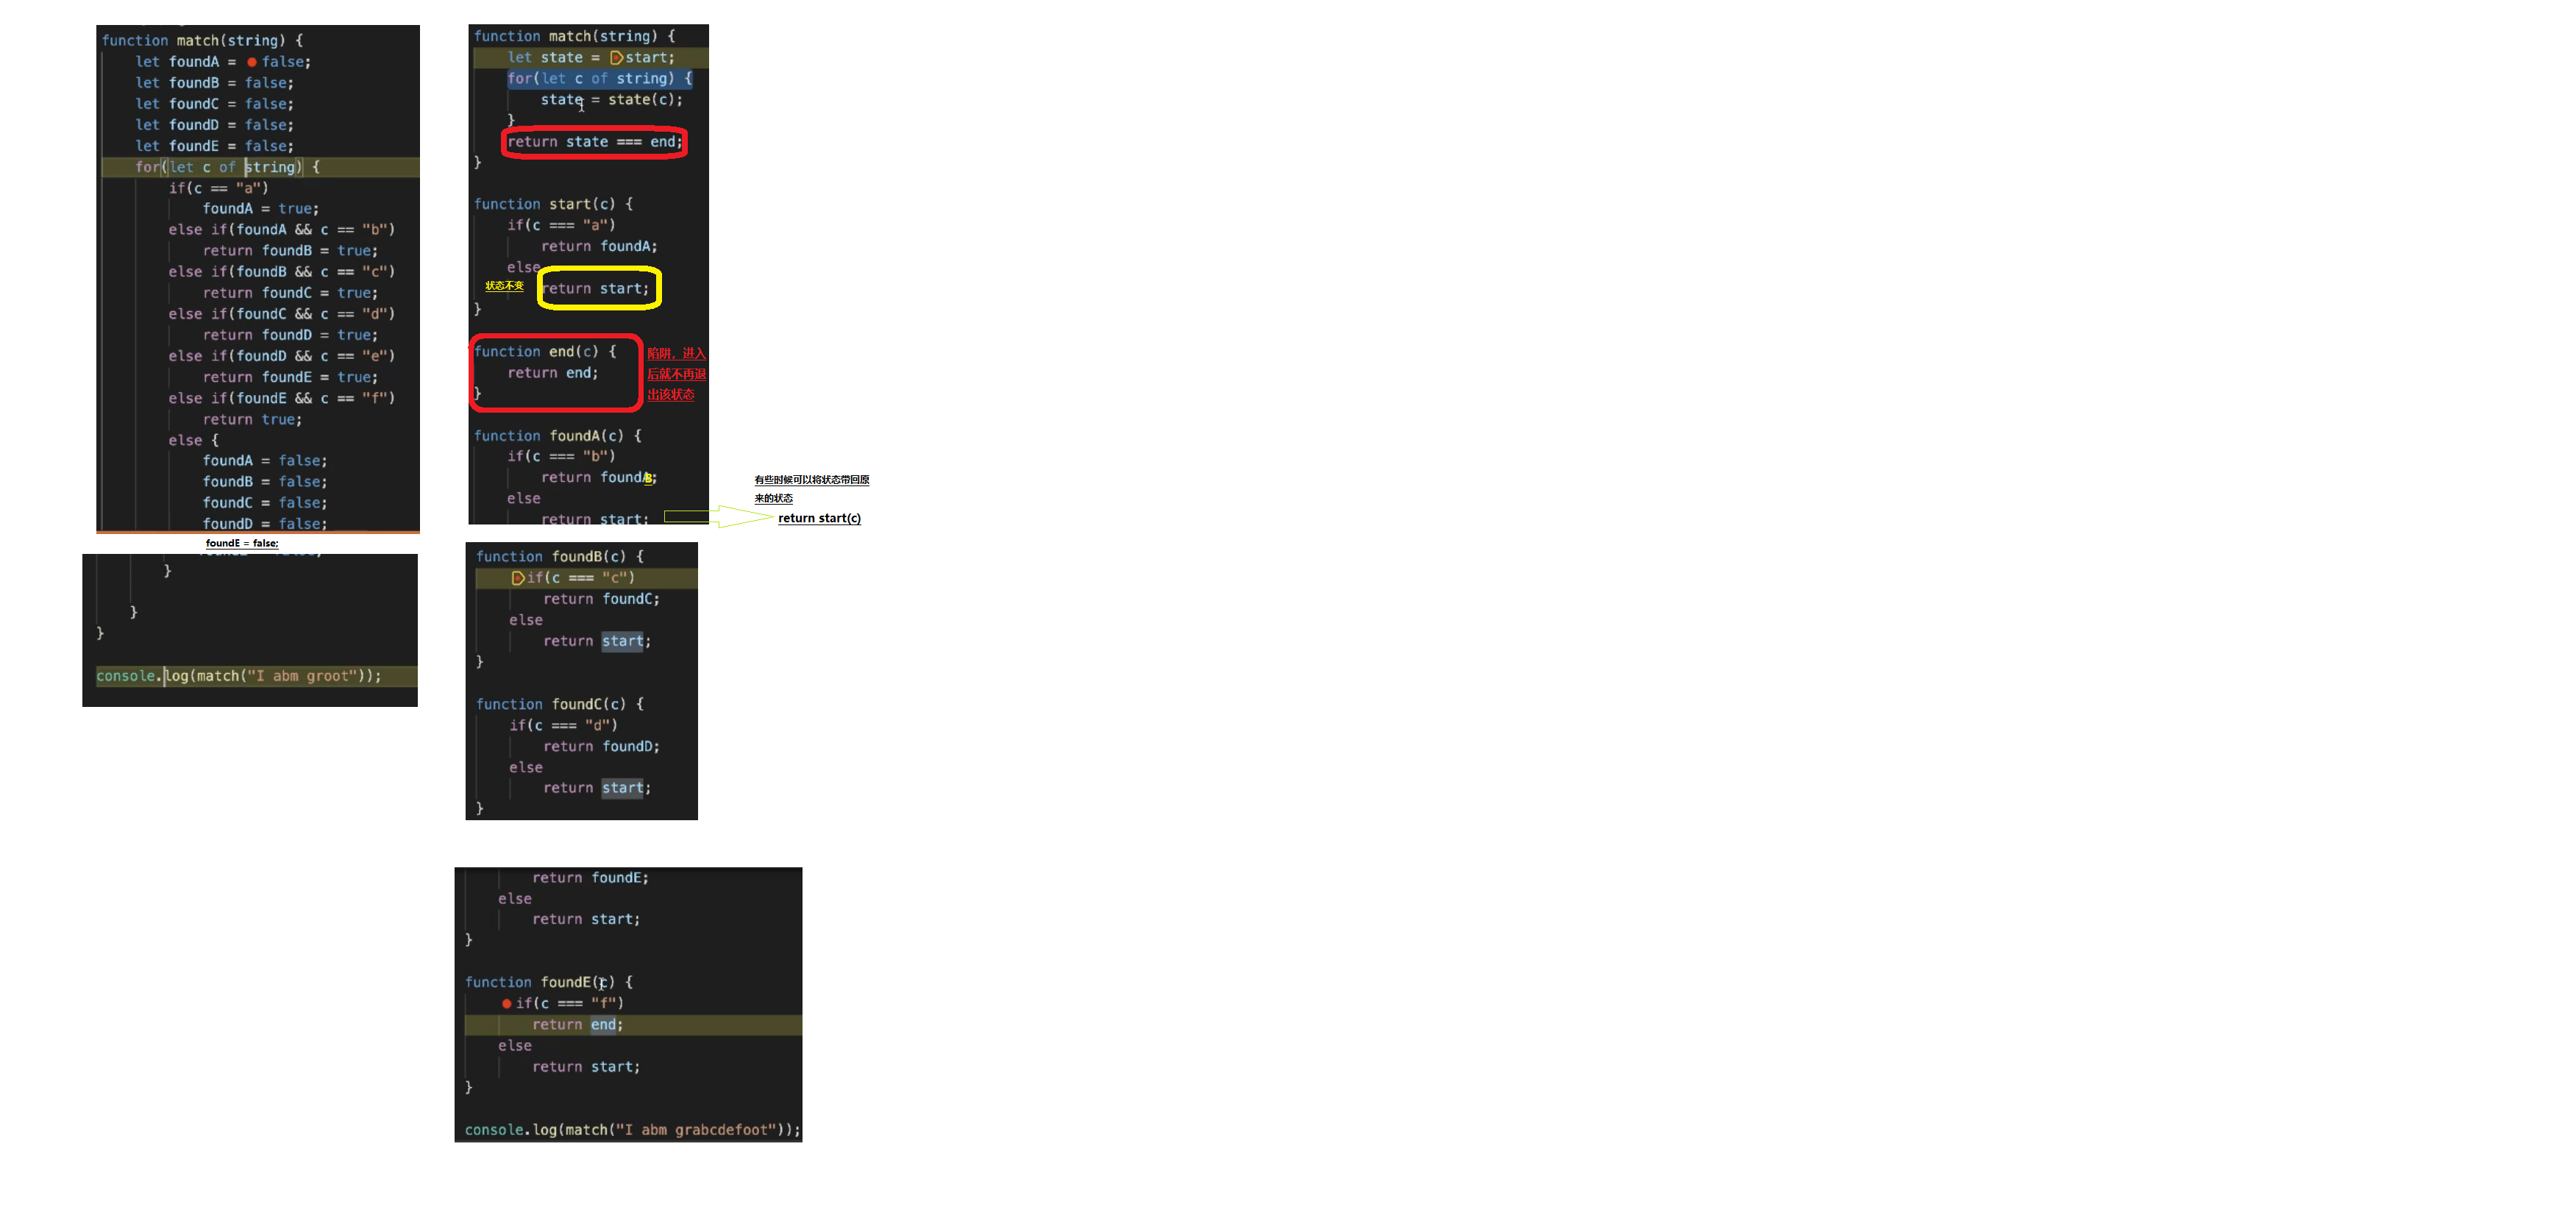 function match(string) {
let foundA = false;
let foundB = false;
let foundC = false;
let foundD = false;
let foundE = false;
for(let c of string) {
if(c == "a")
foundA = true;
else if(foundA && c == "b")
return foundB = true;
else if(foundB && c == "c")
return foundC = true;
else if(foundC && c == "d")
return foundD = true;
else if(foundD && c == "e")
return foundE = true;
else if(foundE && c == "f")
return true;
else {
foundA = false;
foundB = false;
foundC = false;
foundD = false;
foundE = false;
}
}
}
console.log(match("I abm groot"));
function match(string) {
let state = start;
for(let c of string) {
state = state(c);
}
return state === end;
}
function start(c) {
if(c === "a")
return foundA;
else
状态不变 return start;
}
function end(c) {
return end;
}
陷阱，进入
后就不再退
出该状态
function foundA(c) {
if(c === "b")
return foundB;
else
return start;
有些时候可以将状态带回原
来的状态
return start(c)
function foundB(c) {
if(c === "c")
return foundC;
else
return start;
}
function foundC(c) {
if(c === "d")
return foundD;
else
return start;
}
return foundE;
else
return start;
}
function foundE(c) {
if(c === "f")
return end;
else
return start;
}
console.log(match("I abm grabcdefoot"));